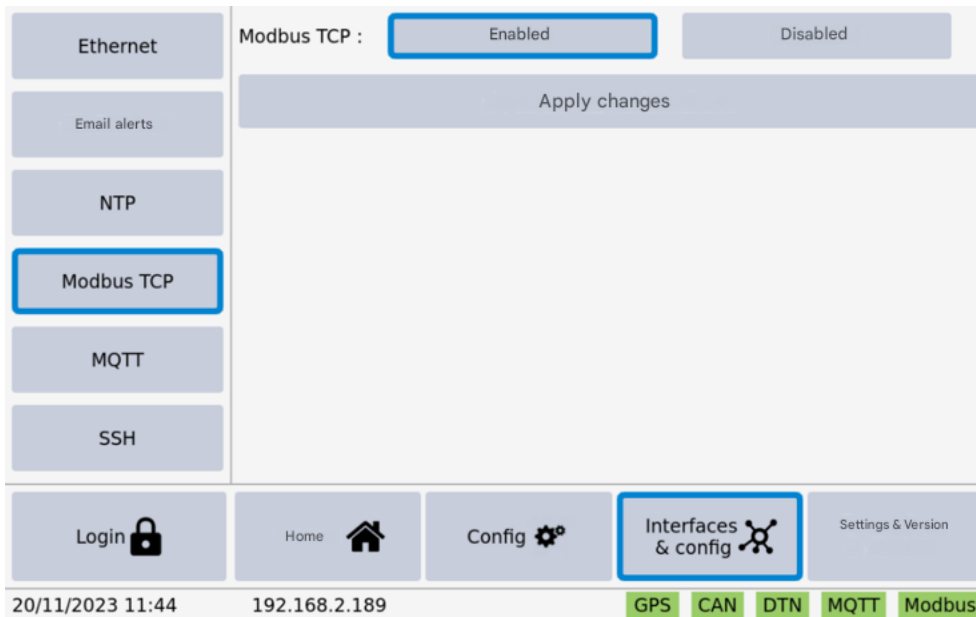 Ethernet
Modbus TCP :
Enabled
Disabled
Apply changes
Email alerts
NTP
Modbus TCP
MQTT
SSH
Login
Home
Config
Interfaces
& config
Settings & Version
20/11/2023 11:44
192.168.2.189
GPS
CAN
DTN
MQTT
Modbus